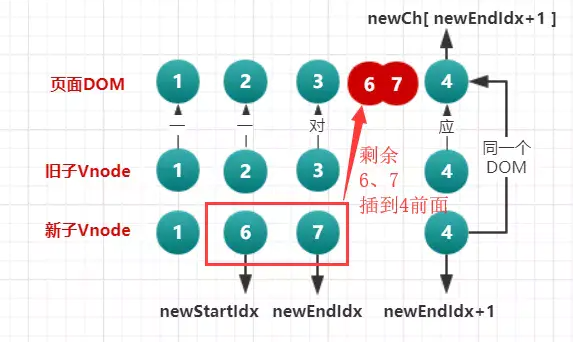 newCh[ newEndIdx+1 ]
页面DOM 1 2 3 6 7 4
一 一 对 应
同一个
DOM
剩余
6、7
插到4前面
旧子Vnode 1 2 3 4
新子Vnode 1 6 7 4
newStartIdx newEndIdx newEndIdx+1